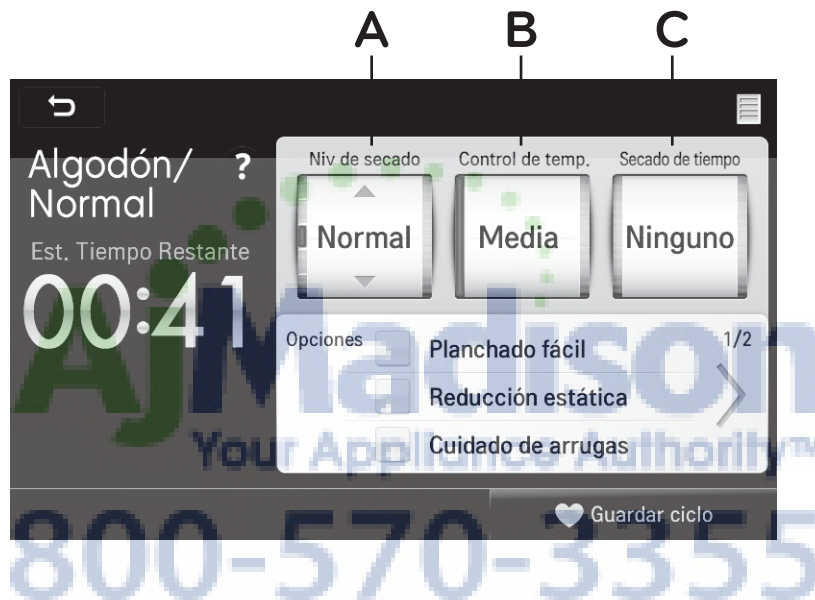 A B C
Algodón/
Normal
?
Est. Tiempo Restante
00:41
Niv de secado Control de temp. Secado de tiempo
Normal Media Ninguno
Opciones
1/2
Planchado fácil
Reducción estática
Cuidado de arrugas
Guardar ciclo
AjMadison
Your Appliance Authority™
800-570-3355